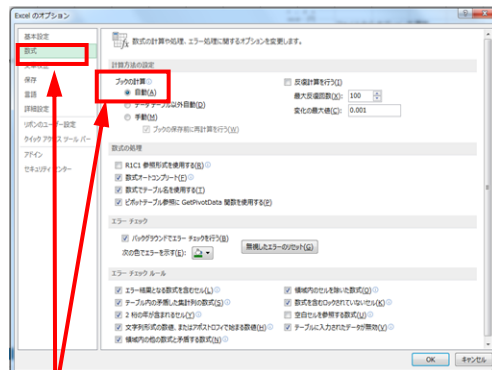 Excel のオプション
基本設定
数式
文章校正
保存
言語
詳細設定
リボンのユーザー設定
クイック アクセス ツール バー
アドイン
セキュリティ センター
数式の計算や処理、エラー処理に関するオプションを変更します。
計算方法の設定
ブックの計算
自動(A)
データ テーブル以外自動(D)
手動(M)
ブックの保存前に再計算を行う(W)
反復計算を行う(I)
最大反復回数(X): 100
変化の最大値(C): 0.001
数式の処理
R1C1 参照形式を使用する(R)
数式オートコンプリート(F)
数式でテーブル名を使用する(T)
ピボットテーブル参照に GetPivotData 関数を使用する(P)
エラー チェック
バックグラウンドでエラー チェックを行う(B)
次の色でエラーを示す(E):
無視したエラーのリセット(G)
エラー チェック ルール
エラー結果となる数式を含むセル(L)
テーブル内の矛盾した集計列の数式(S)
2 桁の年が含まれるセル(Y)
文字列形式の数値、またはアポストロフィで始まる数値(H)
領域内の他の数式と矛盾する数式(N)
領域内のセルを除いた数式(O)
数式を含むロックされていないセル(K)
空白セルを参照する数式(U)
テーブルに入力されたデータが無効(V)
OK
キャンセル